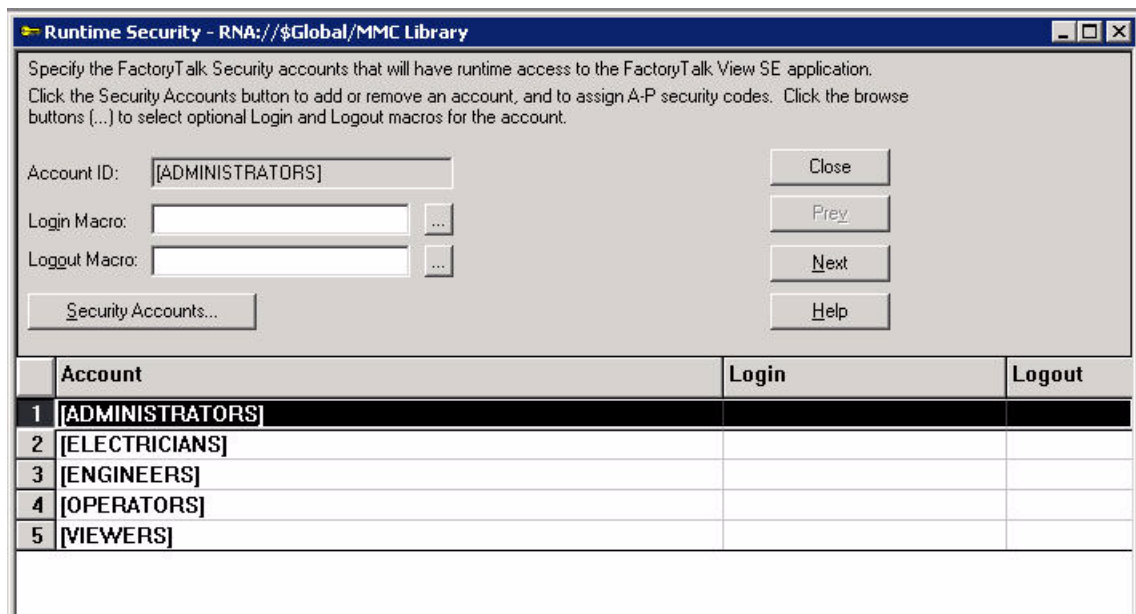 Runtime Security - RNA://$Global/MMC Library
Specify the FactoryTalk Security accounts that will have runtime access to the FactoryTalk View SE application.
Click the Security Accounts button to add or remove an account, and to assign A-P security codes. Click the browse
buttons (...) to select optional Login and Logout macros for the account.
Account ID: [ADMINISTRATORS] Close
Login Macro: ... Prev
Logout Macro: ... Next
Security Accounts... Help
Account Login Logout
1 [ADMINISTRATORS]
2 [ELECTRICIANS]
3 [ENGINEERS]
4 [OPERATORS]
5 [VIEWERS]